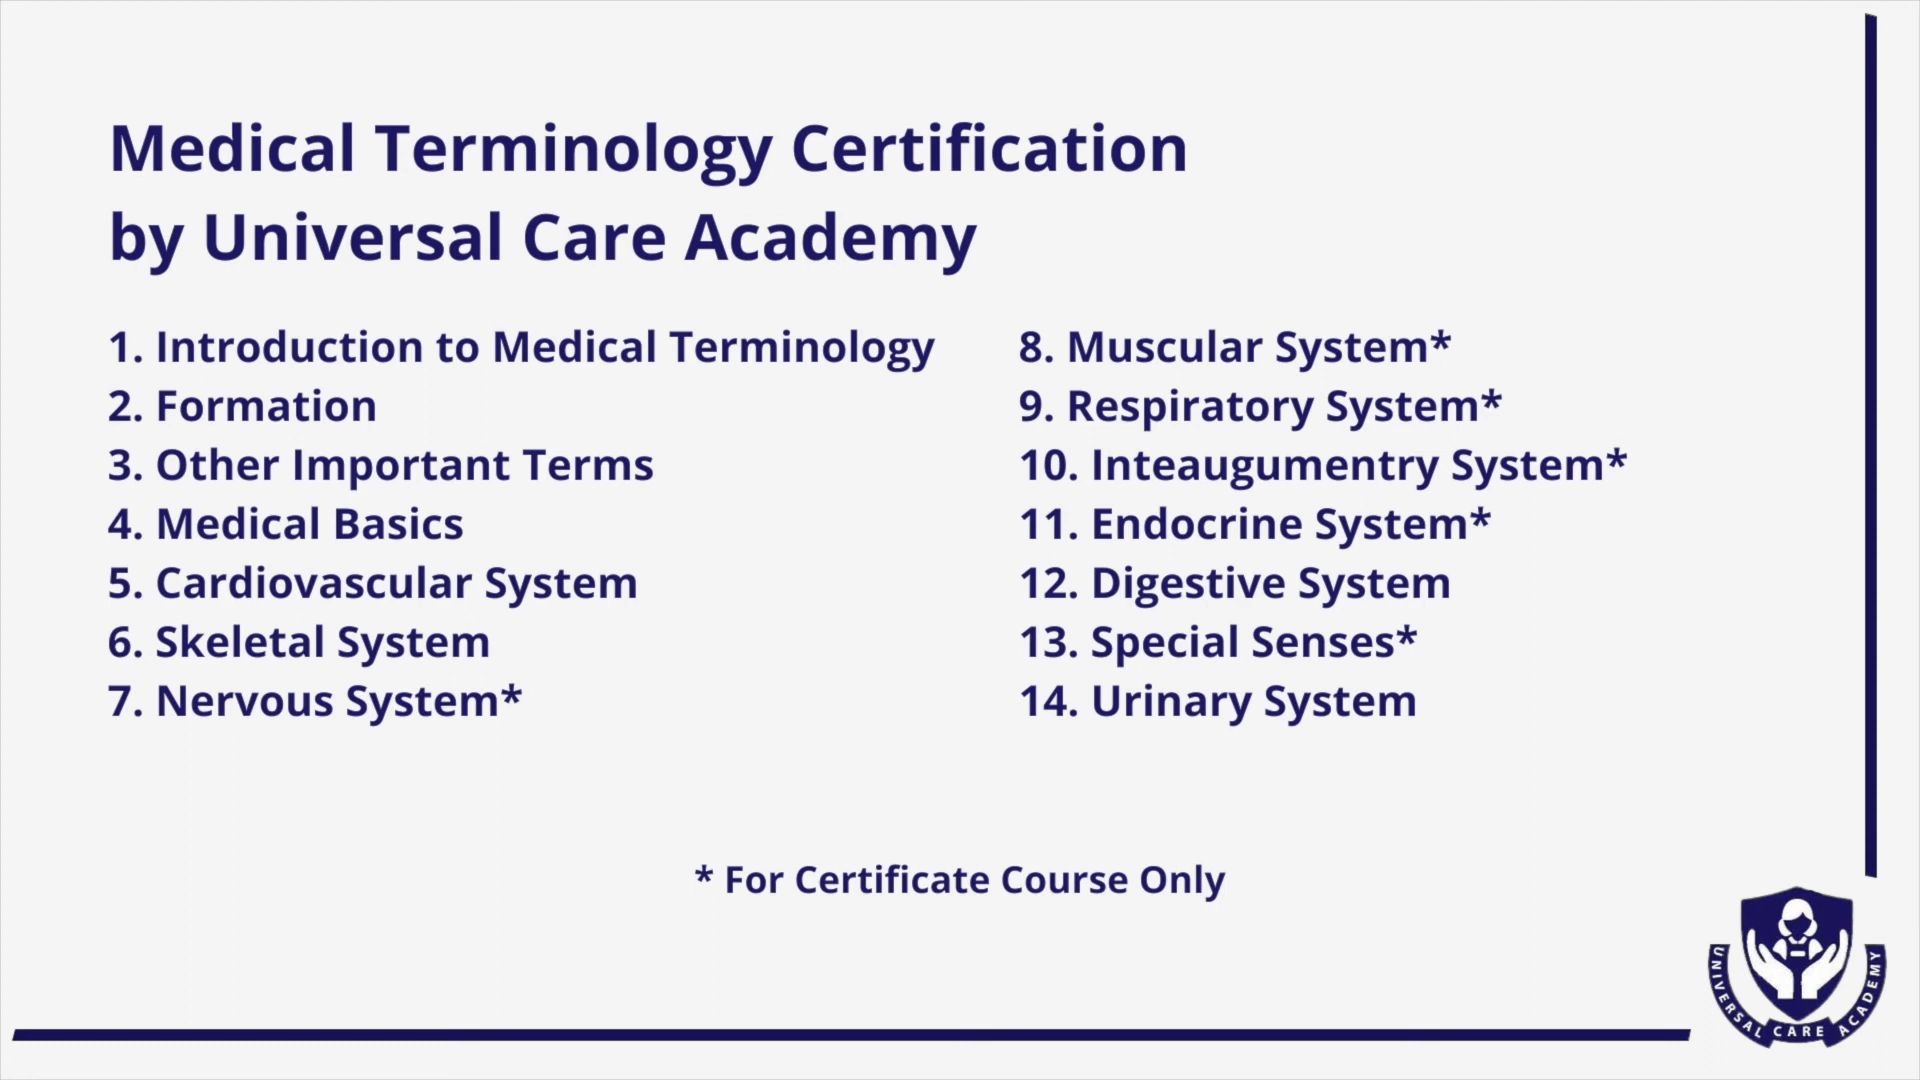 Medical Terminology Certification
by Universal Care Academy
1. Introduction to Medical Terminology
2. Formation
3. Other Important Terms
4. Medical Basics
5. Cardiovascular System
6. Skeletal System
7. Nervous System*
8. Muscular System*
9. Respiratory System*
10. Inteaugumentry System*
11. Endocrine System*
12. Digestive System
13. Special Senses*
14. Urinary System
* For Certificate Course Only
UNIVERSAL CARE ACADEMY